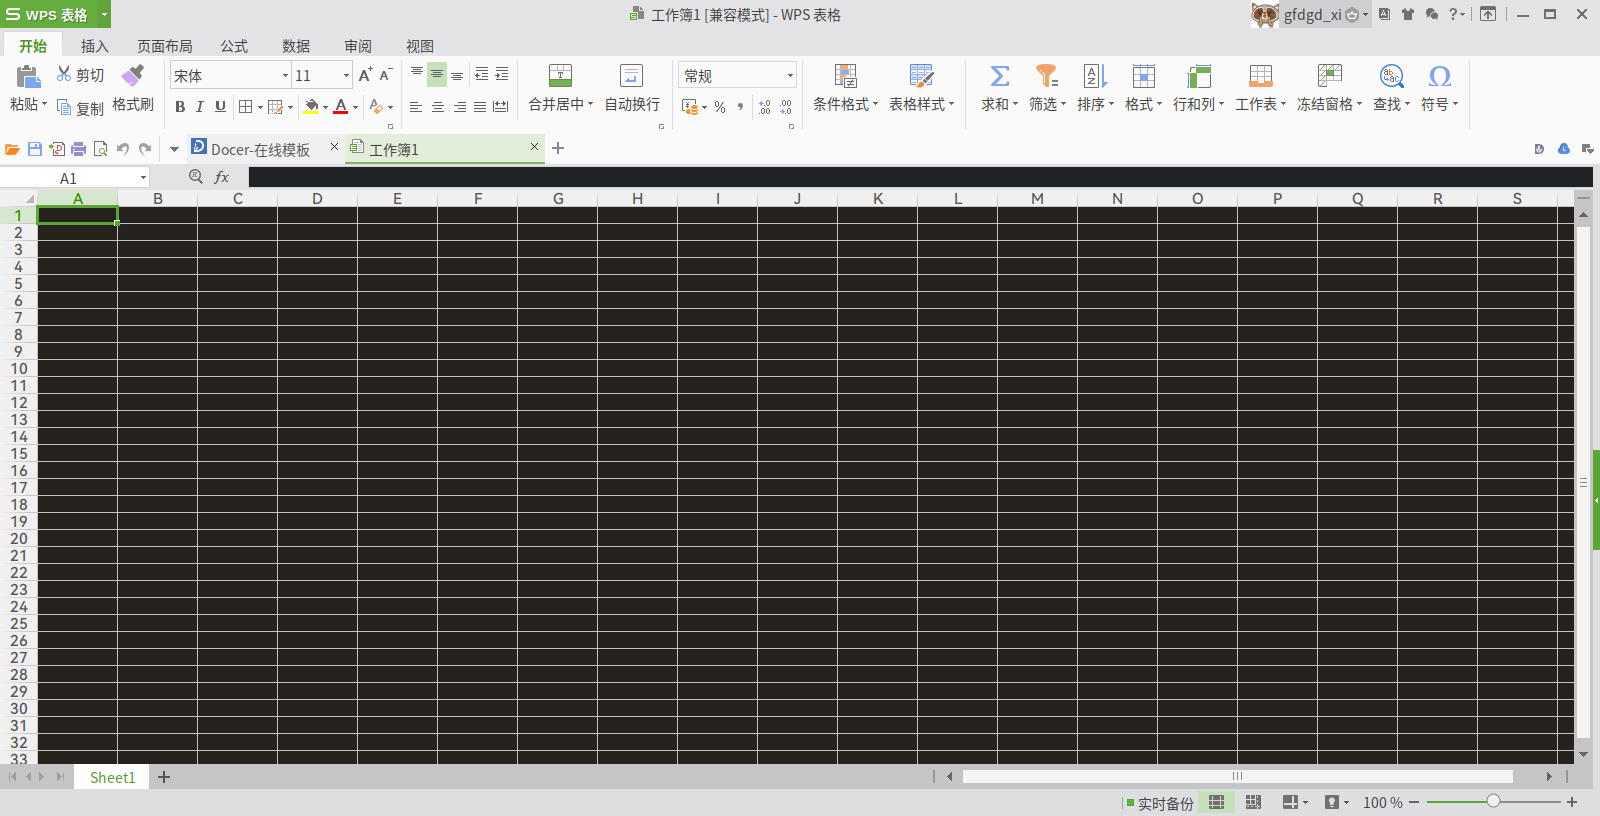 WPS 表格 工作簿1 [兼容模式] - WPS 表格 gfdgd_xi ?
开始 插入 页面布局 公式 数据 审阅 视图
粘贴 剪切 复制 格式刷
宋体 11 A+ A-
B I U A
合并居中 自动换行
常规
% ,
条件格式 表格样式 求和 筛选 排序 格式 行和列 工作表 冻结窗格 查找 符号
Docer-在线模板 工作簿1
A1 fx
A B C D E F G H I J K L M N O P Q R S
1
2
3
4
5
6
7
8
9
10
11
12
13
14
15
16
17
18
19
20
21
22
23
24
25
26
27
28
29
30
31
32
33
Sheet1
实时备份 100 %